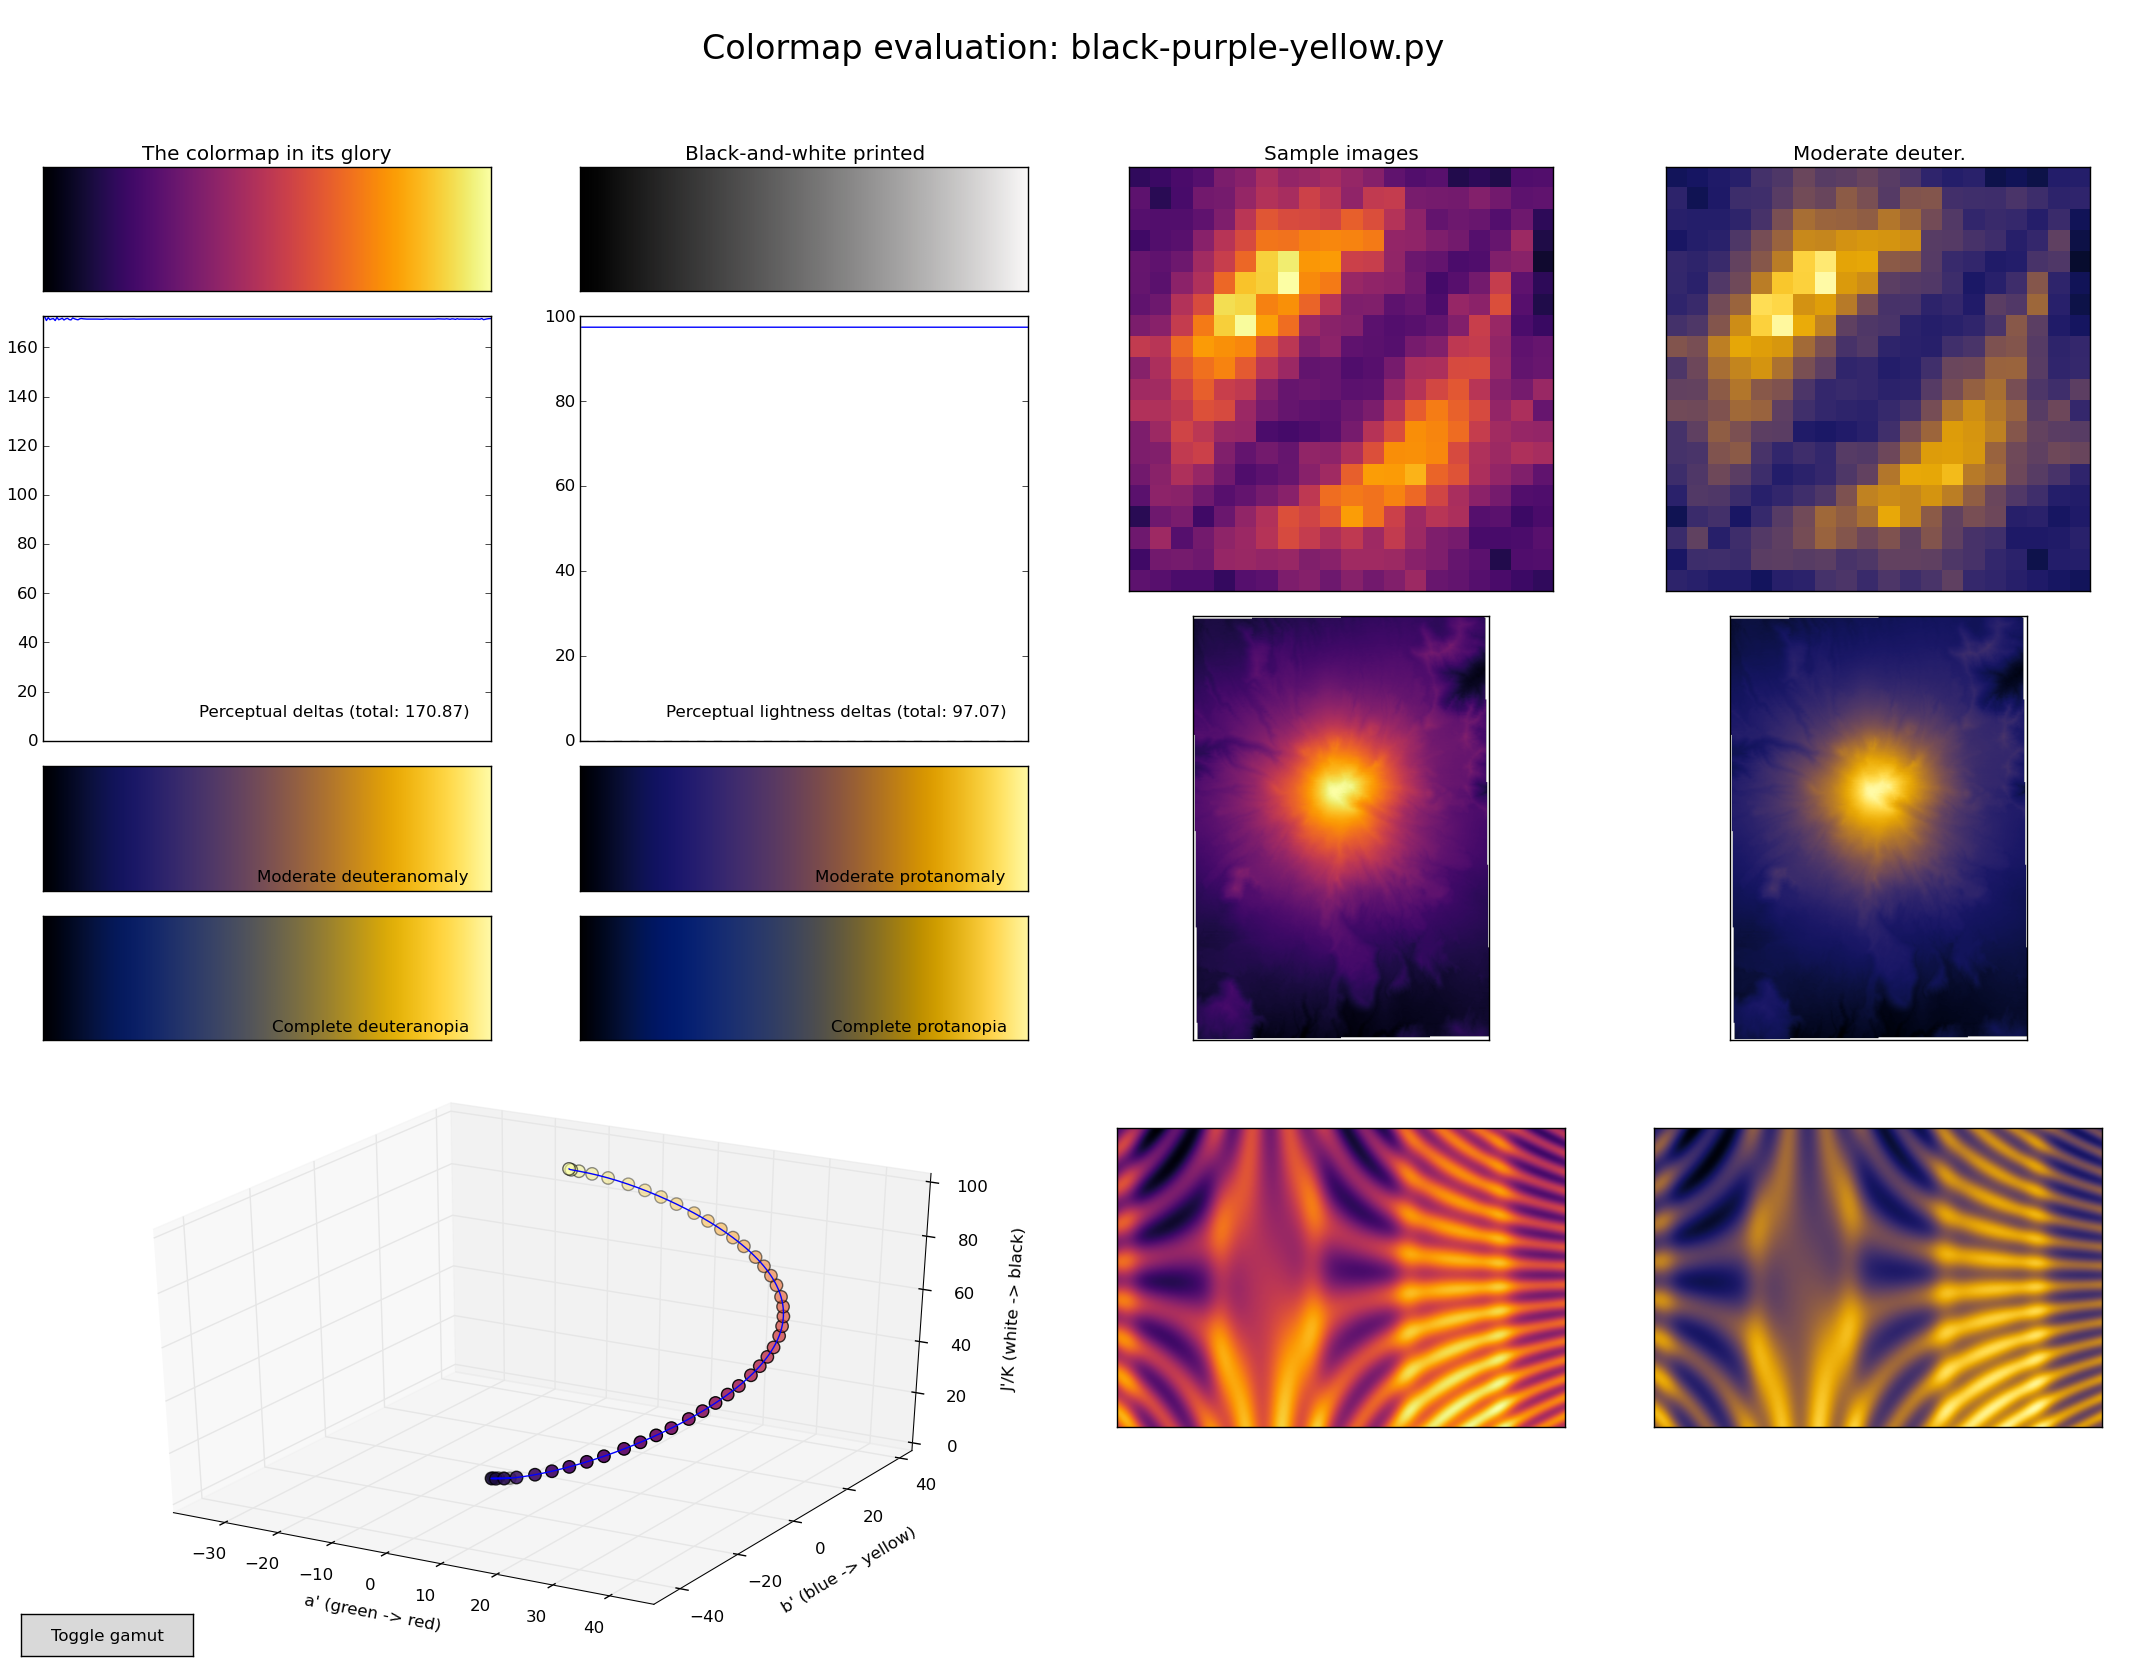 Colormap evaluation: black-purple-yellow.py
The colormap in its glory
Black-and-white printed
Sample images
Moderate deuter.
160
140
120
100
80
60
40
20
0
Perceptual deltas (total: 170.87)
100
80
60
40
20
0
Perceptual lightness deltas (total: 97.07)
Moderate deuteranomaly
Moderate protanomaly
Complete deuteranopia
Complete protanopia
100
80
60
40
20
0
J'/K (white -> black)
−30
−20
−10
0
10
20
30
40
a' (green -> red)
−40
−20
0
20
40
b' (blue -> yellow)
Toggle gamut